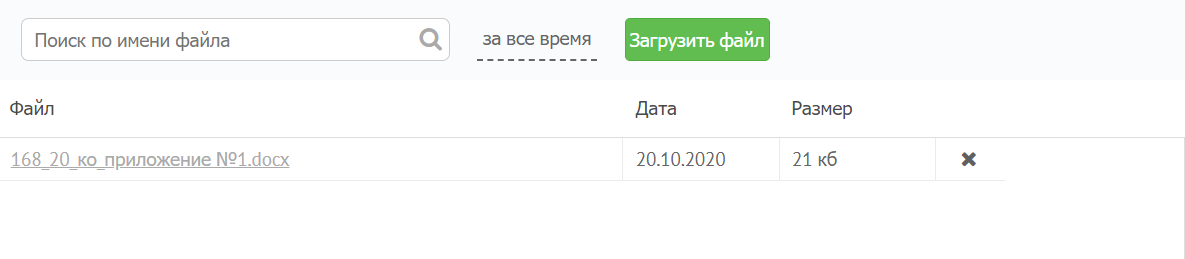 Поиск по имени файла
за все время
Загрузить файл
Файл Дата Размер
168_20_ко_приложение №1.docx 20.10.2020 21 кб